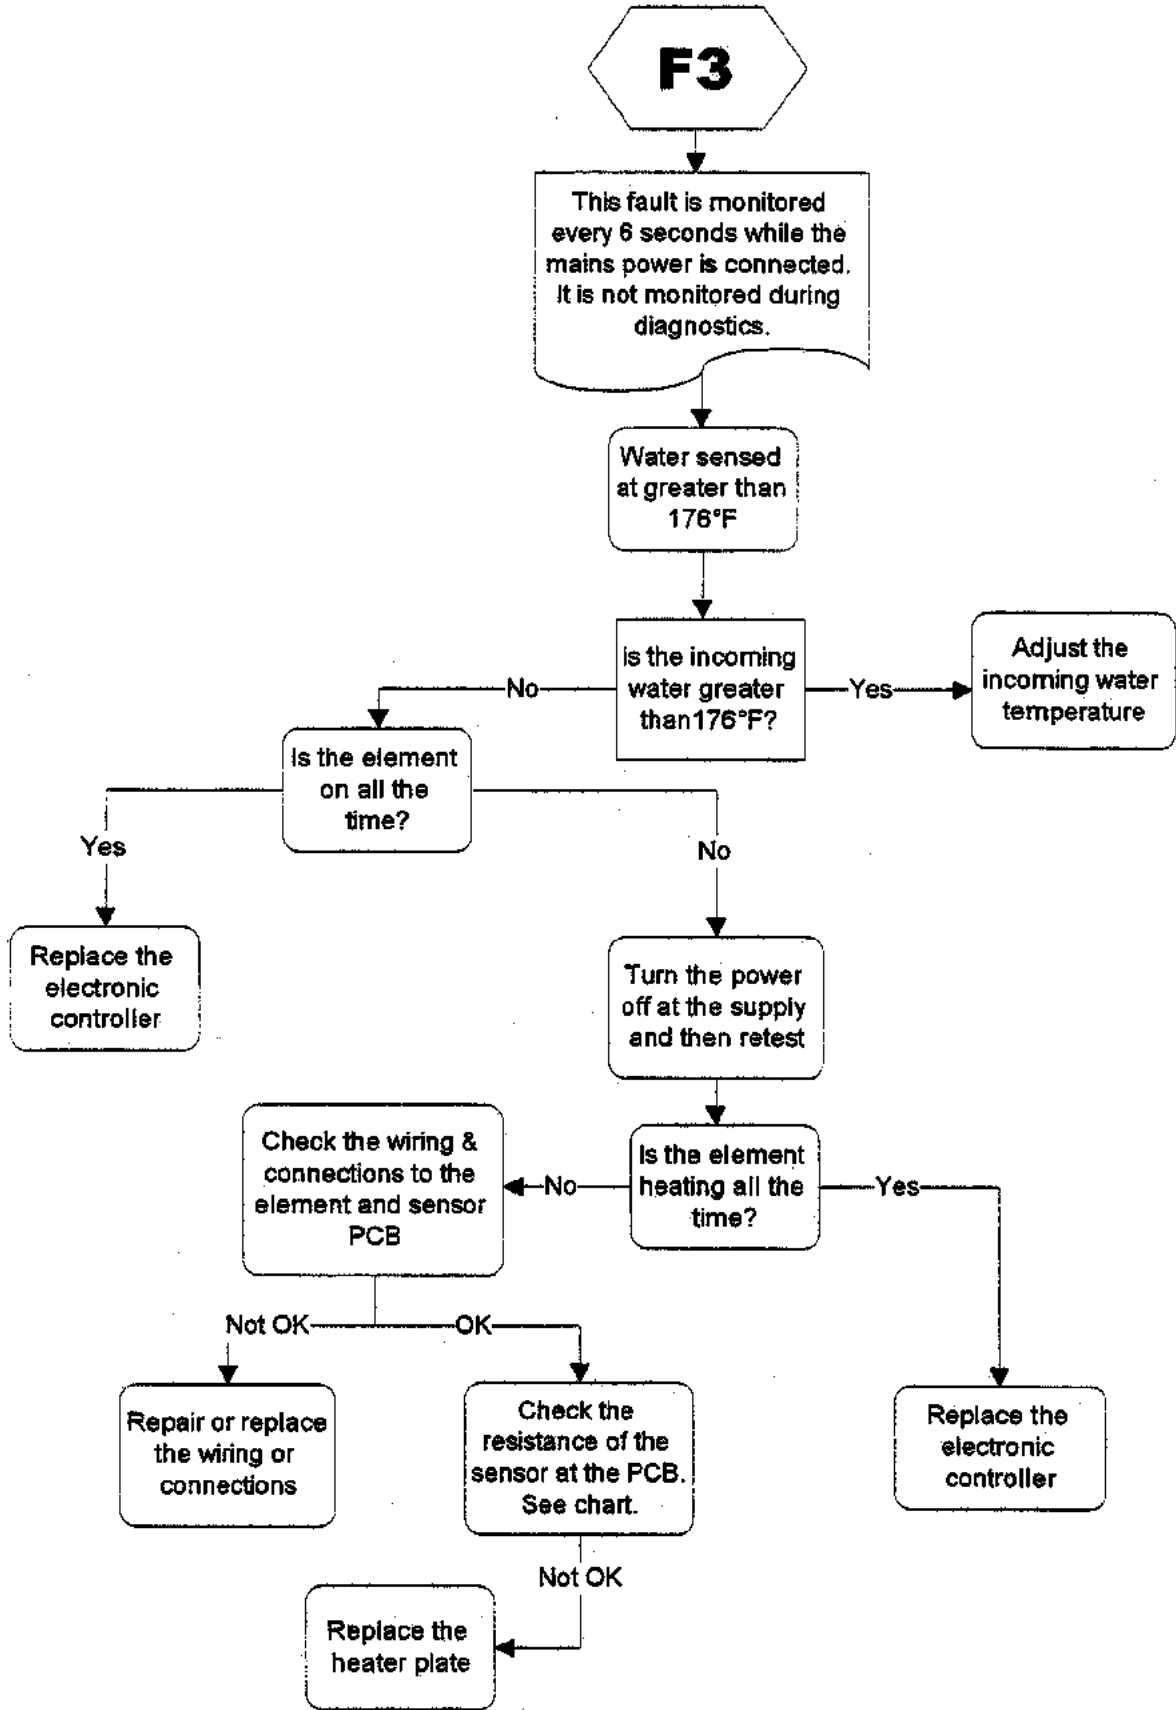 F3
This fault is monitored
every 6 seconds while the
mains power is connected.
It is not monitored during
diagnostics.
Water sensed
at greater than
176°F
is the incoming
water greater
than176°F?
Yes
Adjust the
incoming water
temperature
No
Is the element
on all the
time?
Yes
Replace the
electronic
controller
No
Turn the power
off at the supply
and then retest
Is the element
heating all the
time?
Yes
Replace the
electronic
controller
No
Check the wiring &
connections to the
element and sensor
PCB
Not OK
Repair or replace
the wiring or
connections
OK
Check the
resistance of the
sensor at the PCB.
See chart.
Not OK
Replace the
heater plate